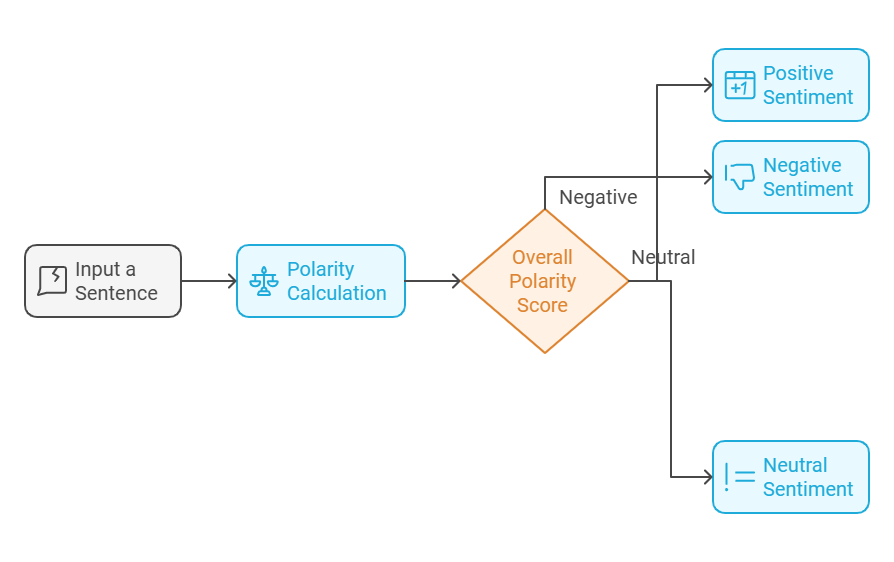 Input a
Sentence
Polarity
Calculation
Overall
Polarity
Score
Negative
Neutral
+1
Positive
Sentiment
Negative
Sentiment
Neutral
Sentiment